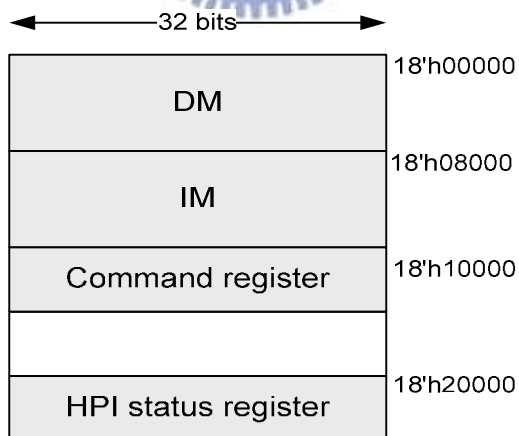 32 bits
18'h00000
DM
18'h08000
IM
18'h10000
Command register
18'h20000
HPI status register